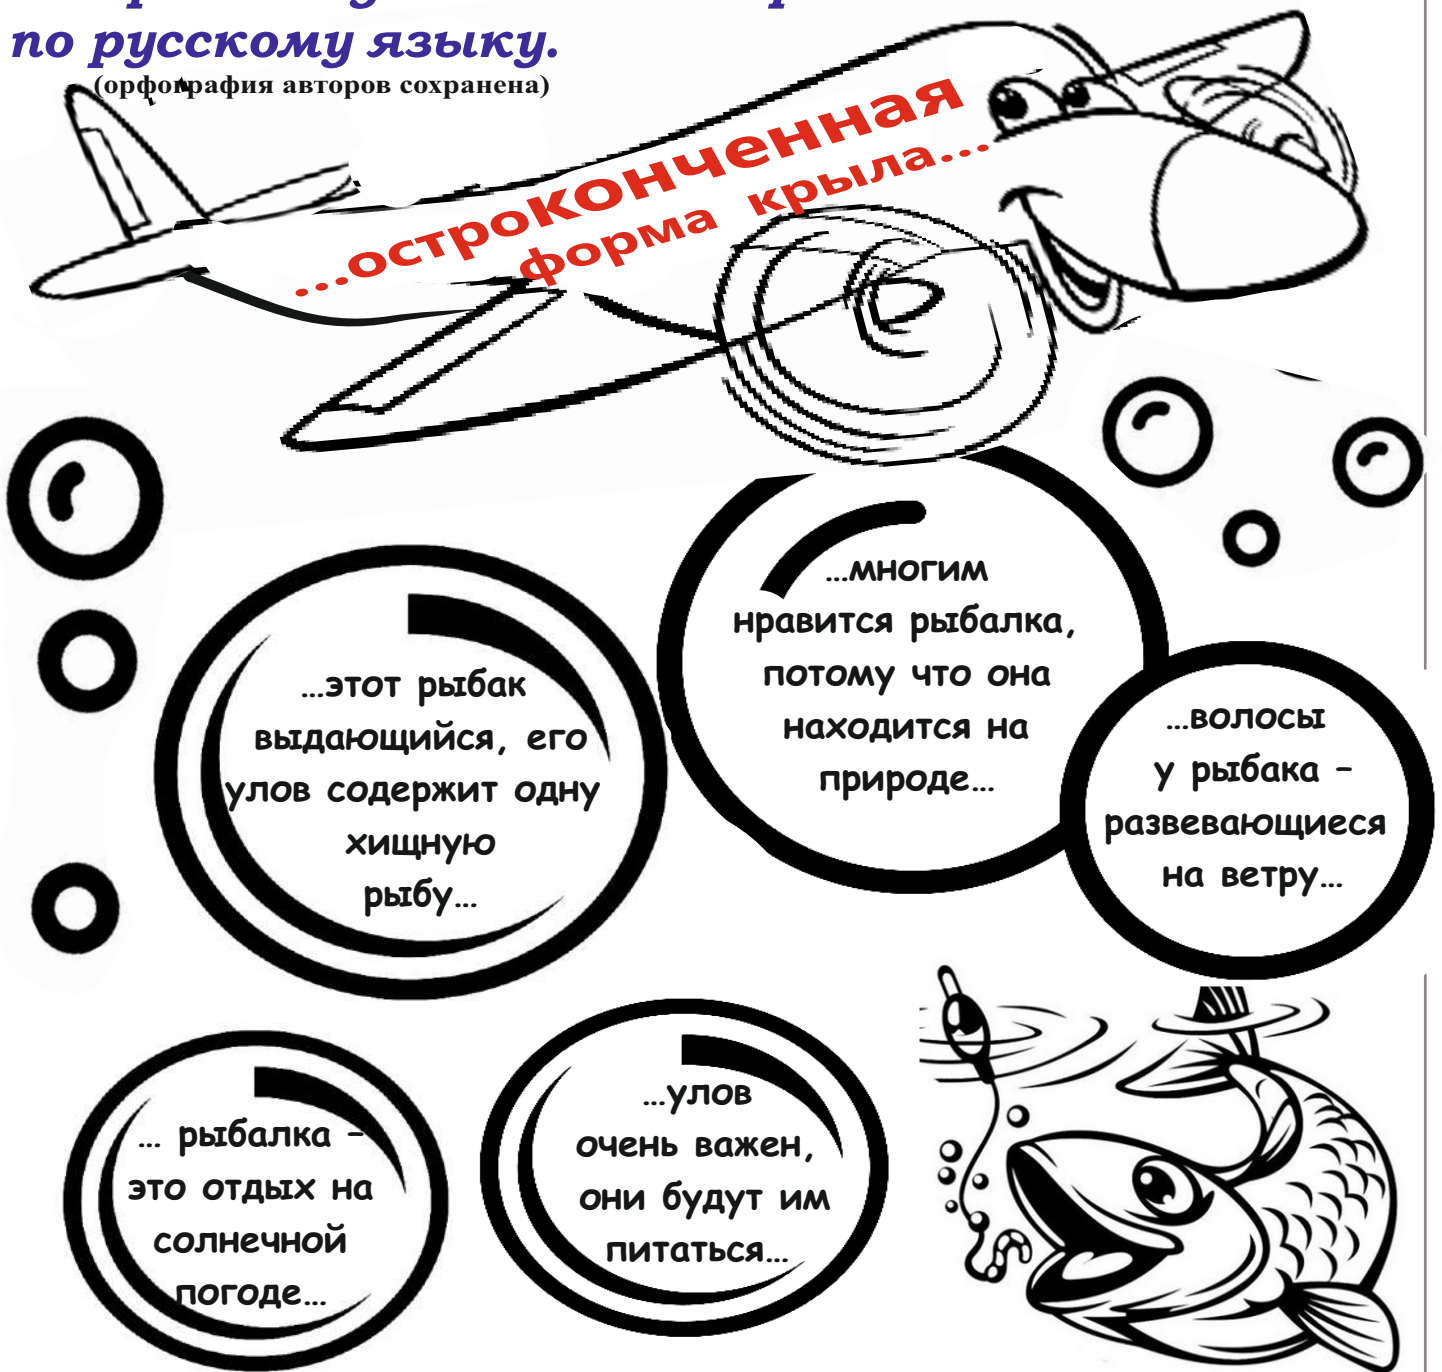 по русскому языку.
(орфография авторов сохранена)
...остроконченная
форма крыла...
...многим
нравится рыбалка,
потому что она
находится на
природе...
...этот рыбак
выдающийся, его
улов содержит одну
хищную
рыбу...
...волосы
у рыбака –
развевающиеся
на ветру...
... рыбалка –
это отдых на
солнечной
погоде...
...улов
очень важен,
они будут им
питаться...